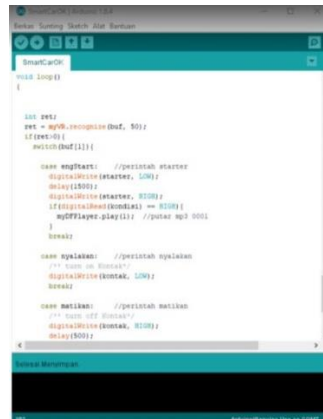 SmartCarOK | Arduino 1.8.4
Berkas Sunting Sketch Alat Bantuan
SmartCarOK
void loop()
{
int ret;
ret = myVR.recognize(buf, 50);
if(ret>0){
switch(buf[1]){
case engStart: //perintah starter
digitalWrite(starter, LOW);
delay(1500);
digitalWrite(starter, HIGH);
if(digitalRead(kondisi) == HIGH){
myDFPlayer.play(1); //putar mp3 0001
}
break;
case nyalakan: //perintah nyalakan
/** turn on Kontak*/
digitalWrite(kontak, LOW);
break;
case matikan: //perintah matikan
/** turn off Kontak*/
digitalWrite(kontak, HIGH);
delay(500);
Selesai Menyimpan